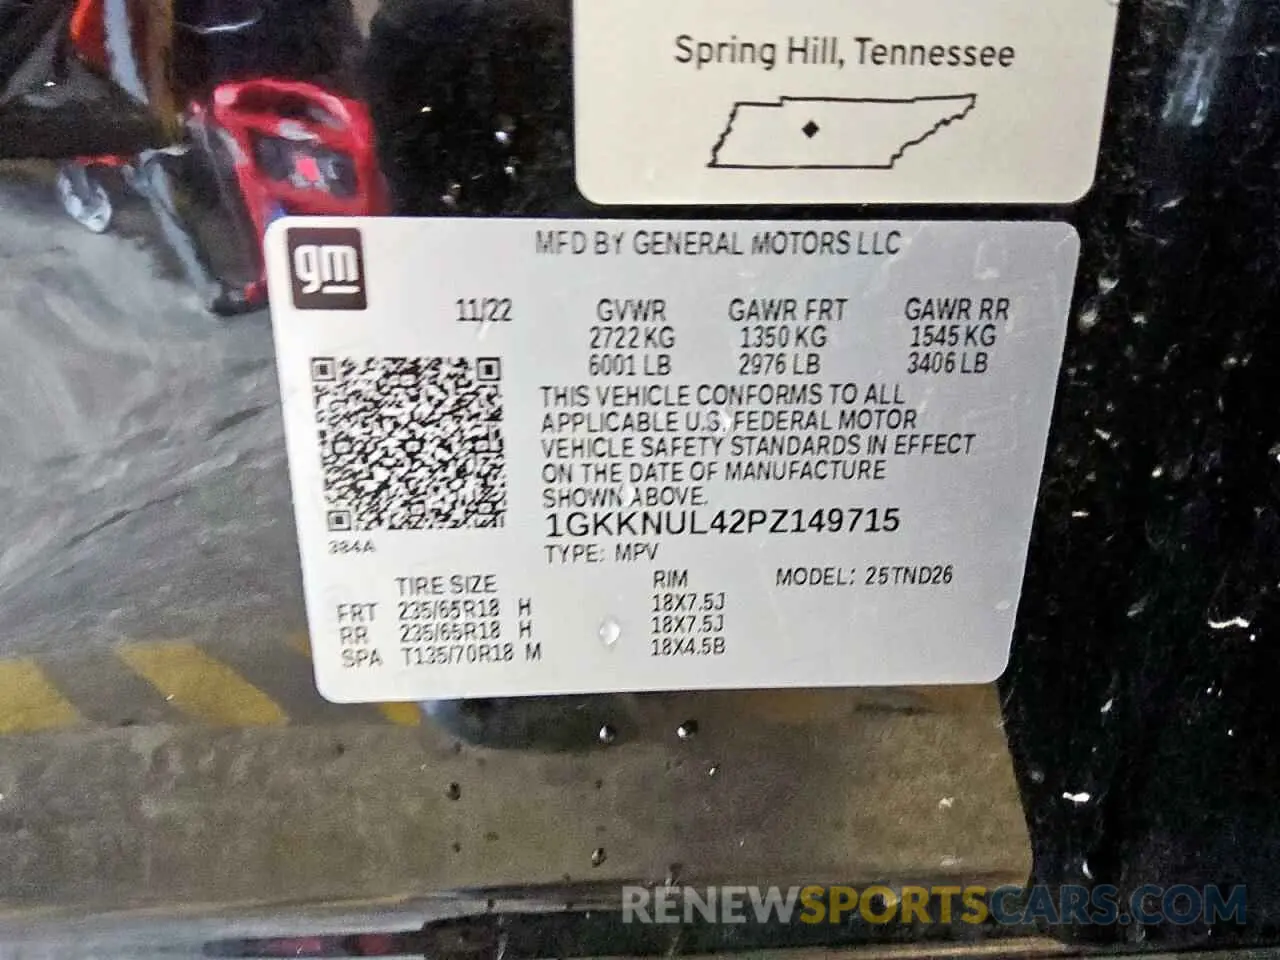 Spring Hill, Tennessee
gm
MFD BY GENERAL MOTORS LLC
11/22 GVWR GAWR FRT GAWR RR
2722 KG 1350 KG 1545 KG
6001 LB 2976 LB 3406 LB
THIS VEHICLE CONFORMS TO ALL
APPLICABLE U.S. FEDERAL MOTOR
VEHICLE SAFETY STANDARDS IN EFFECT
ON THE DATE OF MANUFACTURE
SHOWN ABOVE.
1GKKNUL42PZ149715
384A
TYPE: MPV
TIRE SIZE RIM MODEL: 25TND26
FRT 235/65R18 H 18X7.5J
RR 235/65R18 H 18X7.5J
SPA T135/70R18 M 18X4.5B
RENEWSPORTSCARS.COM